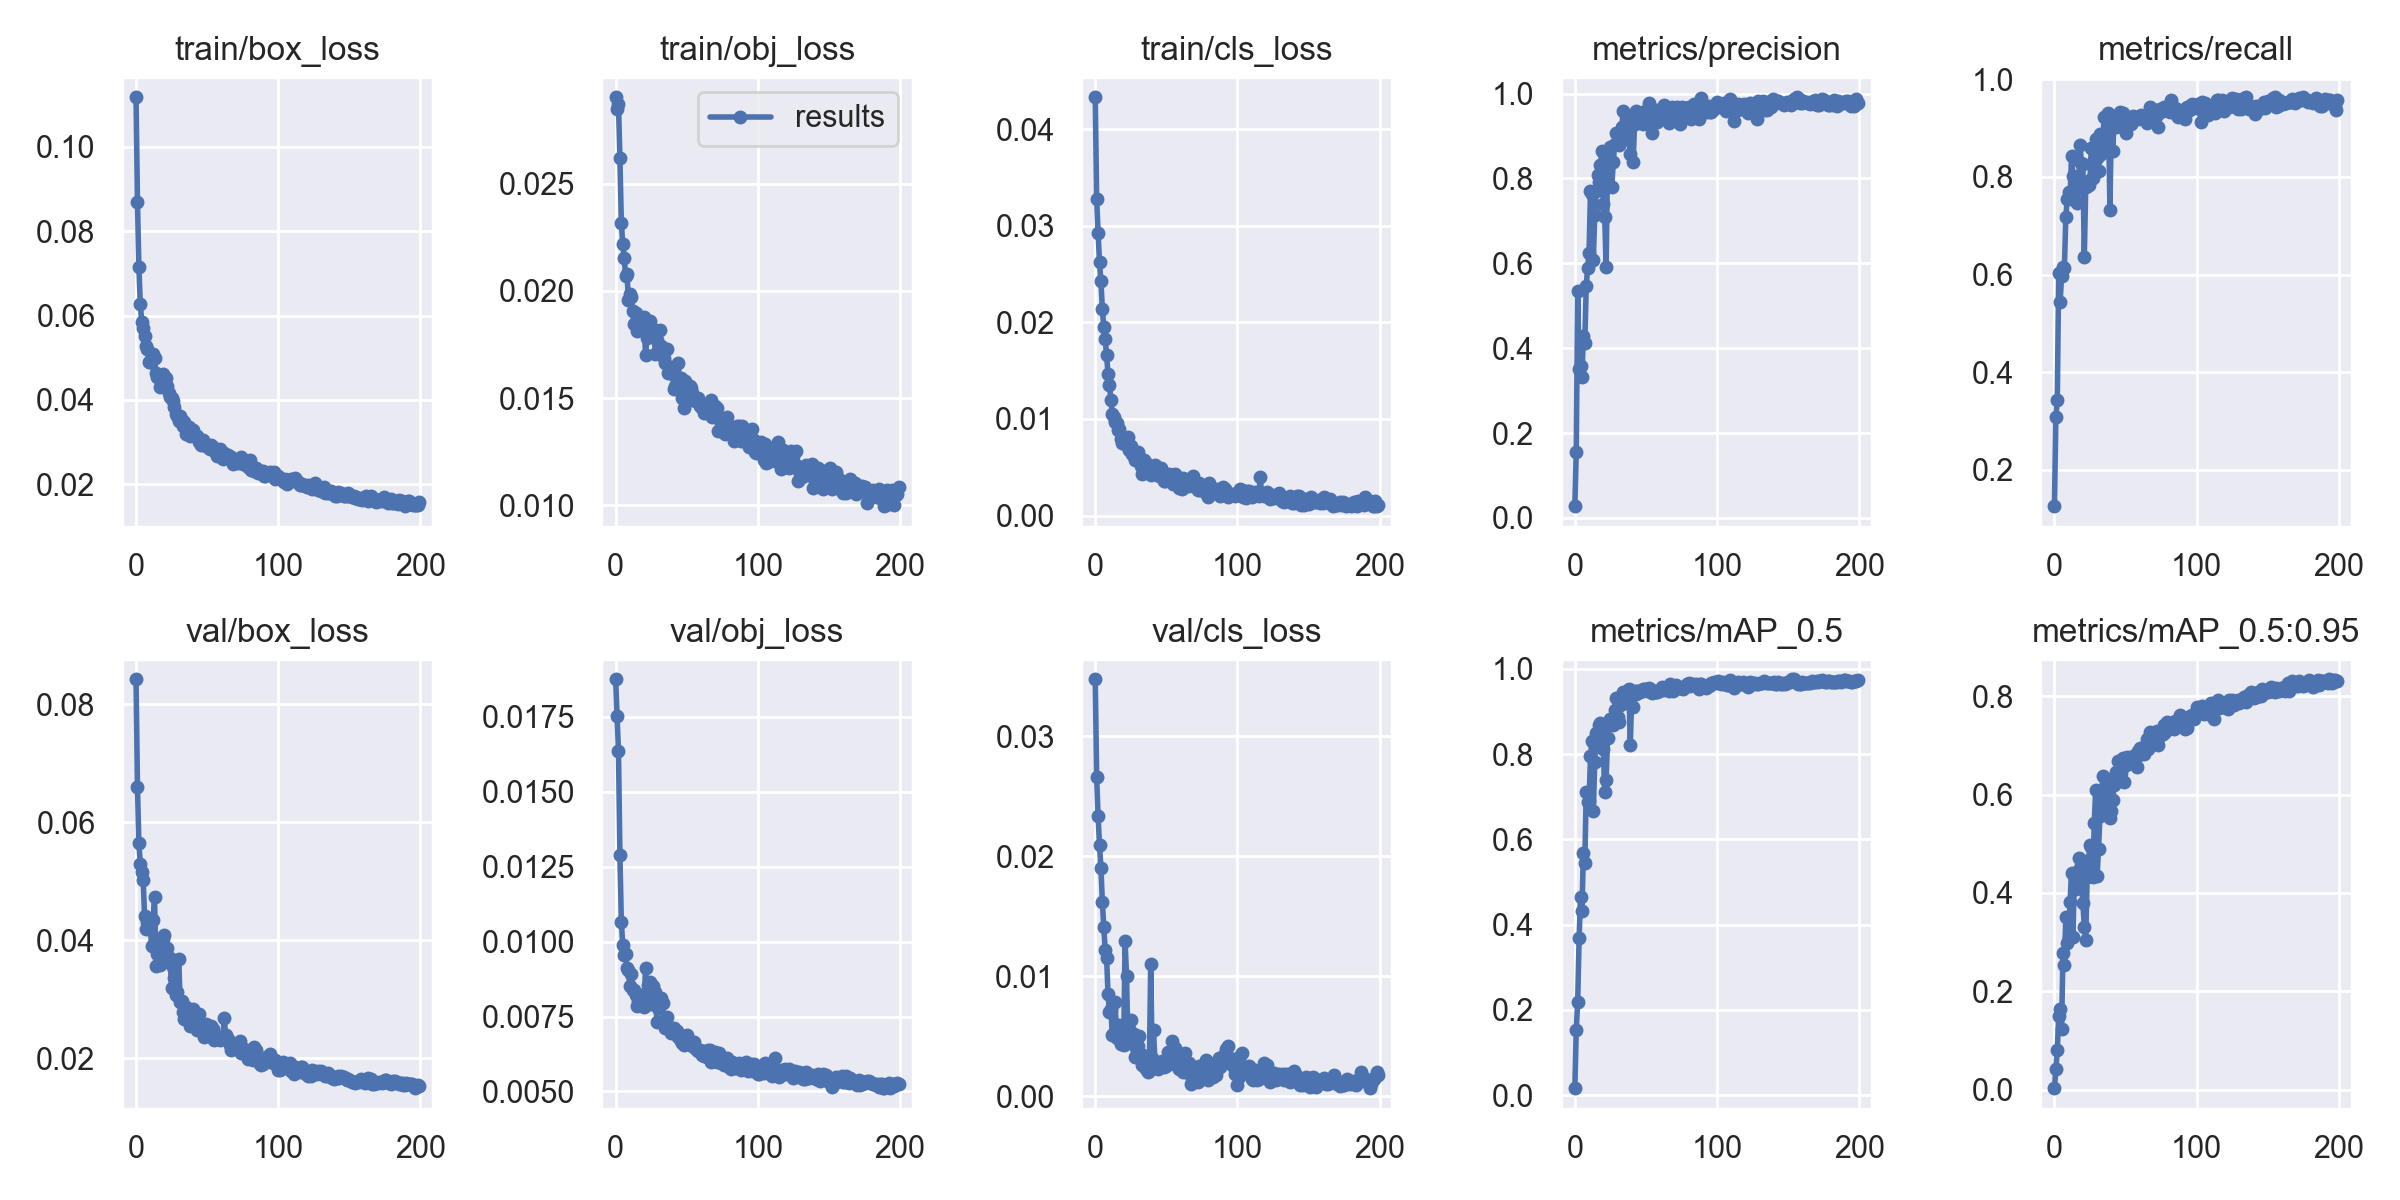 train/box_loss
0.10
0.08
0.06
0.04
0.02
0 100 200
train/obj_loss
results
0.025
0.020
0.015
0.010
0 100 200
train/cls_loss
0.04
0.03
0.02
0.01
0.00
0 100 200
metrics/precision
1.0
0.8
0.6
0.4
0.2
0.0
0 100 200
metrics/recall
1.0
0.8
0.6
0.4
0.2
0 100 200
val/box_loss
0.08
0.06
0.04
0.02
0 100 200
val/obj_loss
0.0175
0.0150
0.0125
0.0100
0.0075
0.0050
0 100 200
val/cls_loss
0.03
0.02
0.01
0.00
0 100 200
metrics/mAP_0.5
1.0
0.8
0.6
0.4
0.2
0.0
0 100 200
metrics/mAP_0.5:0.95
0.8
0.6
0.4
0.2
0.0
0 100 200